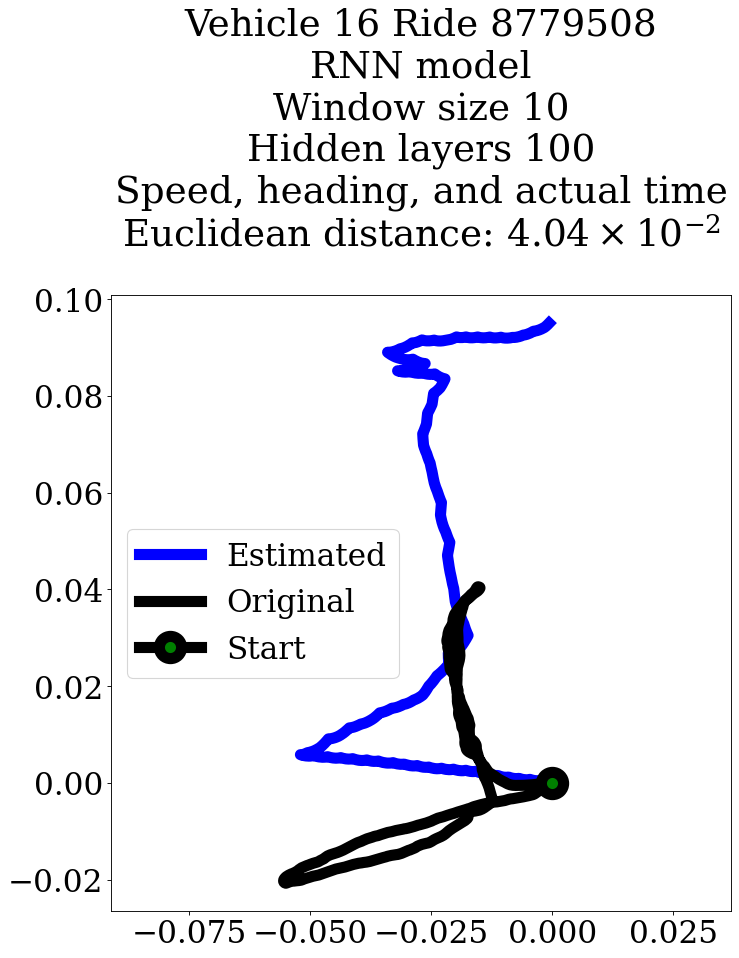 Vehicle 16 Ride 8779508
RNN model
Window size 10
Hidden layers 100
Speed, heading, and actual time
Euclidean distance: 4.04 × 10⁻²
0.10
0.08
0.06
0.04
0.02
0.00
−0.02
Estimated
Original
Start
−0.075 −0.050 −0.025 0.000 0.025